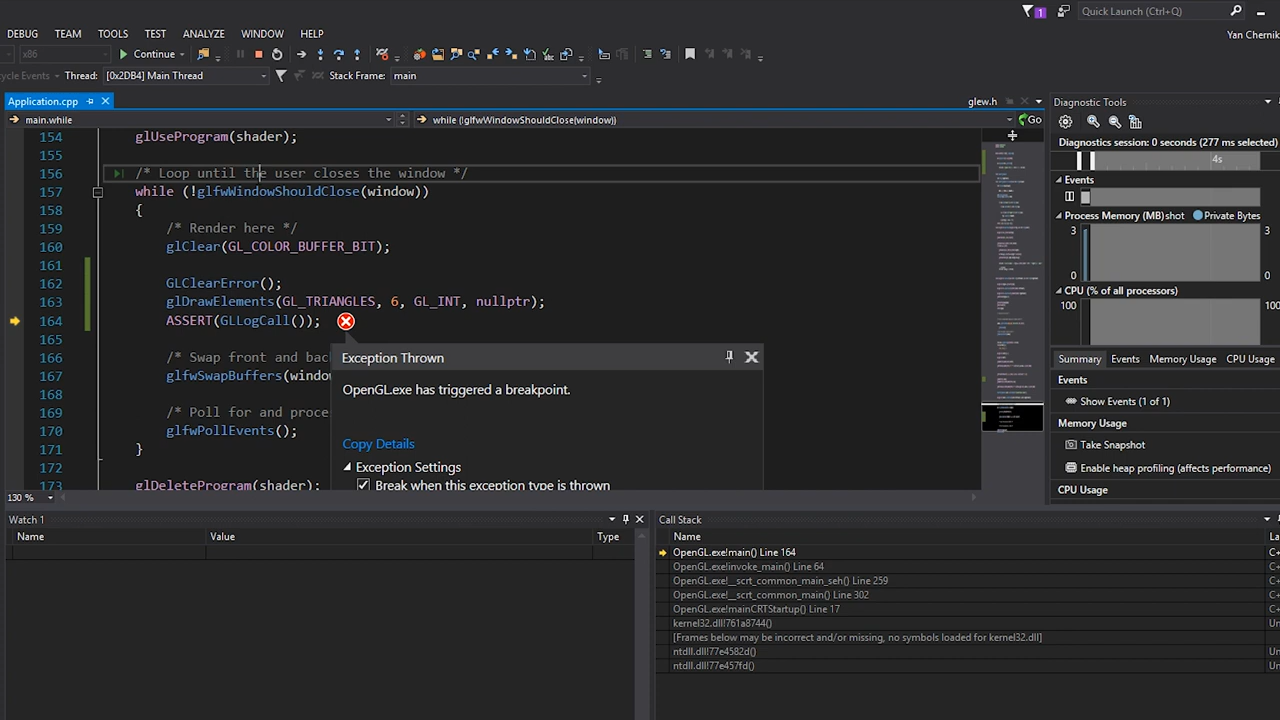 1
Quick Launch (Ctrl+Q)
DEBUG TEAM TOOLS TEST ANALYZE WINDOW HELP
Yan Chernik
x86 Continue
cycle Events Thread: [0x2DB4] Main Thread Stack Frame: main
Application.cpp glew.h
main.while while (!glfwWindowShouldClose(window)) Go
154 glUseProgram(shader);
155
156 /* Loop until the user closes the window */
157 while (!glfwWindowShouldClose(window))
158 {
159 /* Render here */
160 glClear(GL_COLOR_BUFFER_BIT);
161
162 GLClearError();
163 glDrawElements(GL_TRIANGLES, 6, GL_INT, nullptr);
164 ASSERT(GLLogCall());
165
166 /* Swap front and bac
167 glfwSwapBuffers(window
168
169 /* Poll for and proce
170 glfwPollEvents();
171 }
172
173 glDeleteProgram(shader);
130 %
Exception Thrown
OpenGL.exe has triggered a breakpoint.
Copy Details
Exception Settings
Break when this exception type is thrown
Diagnostic Tools
Diagnostics session: 0 seconds (277 ms selected)
4s
Events
Process Memory (MB) shot Private Bytes
3
0
CPU (% of all processors)
100 100
Summary Events Memory Usage CPU Usage
Events
Show Events (1 of 1)
Memory Usage
Take Snapshot
Enable heap profiling (affects performance)
CPU Usage
Watch 1
Name Value Type
Call Stack
Name La
OpenGL.exe!main() Line 164 C+
OpenGL.exe!invoke_main() Line 64 C+
OpenGL.exe!__scrt_common_main_seh() Line 259 C+
OpenGL.exe!__scrt_common_main() Line 302 C+
OpenGL.exe!mainCRTStartup() Line 17 C+
kernel32.dll!761a8744() Un
[Frames below may be incorrect and/or missing, no symbols loaded for kernel32.dll]
ntdll.dll!77e4582d() Un
ntdll.dll!77e457fd() Un